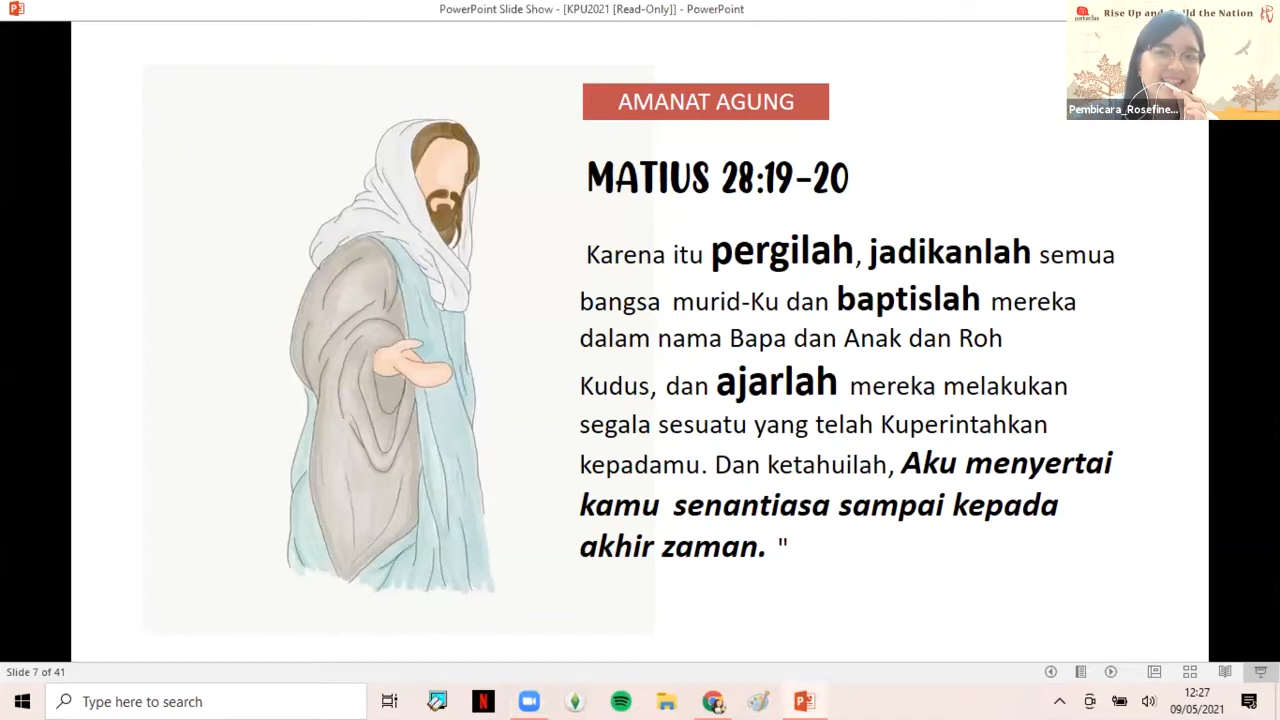 PowerPoint Slide Show - [KPU2021 [Read-Only]] - PowerPoint
perkantas
Rise Up and Build the Nation
Pembicara_Rosefine...
AMANAT AGUNG
MATIUS 28:19-20
Karena itu pergilah, jadikanlah semua
bangsa murid-Ku dan baptislah mereka
dalam nama Bapa dan Anak dan Roh
Kudus, dan ajarlah mereka melakukan
segala sesuatu yang telah Kuperintahkan
kepadamu. Dan ketahuilah, Aku menyertai
kamu senantiasa sampai kepada
akhir zaman. "
Slide 7 of 41
Type here to search
12:27
09/05/2021